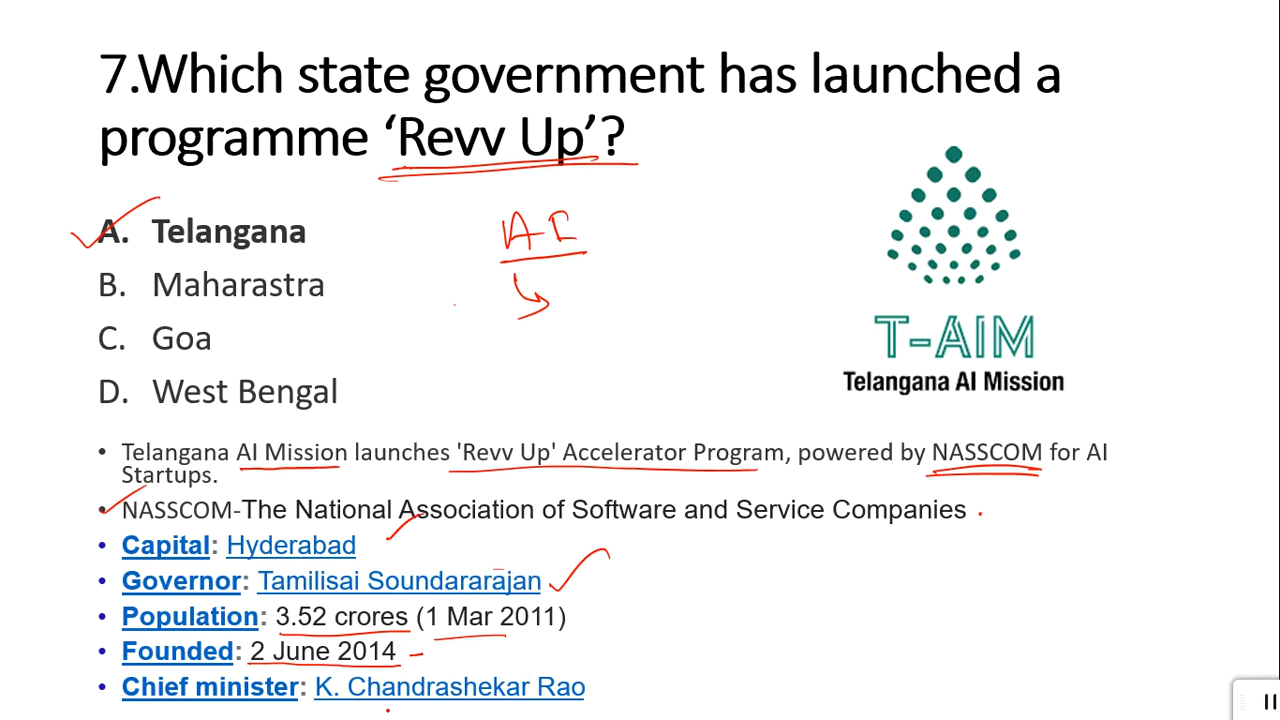 7.Which state government has launched a
programme ‘Revv Up’?
A. Telangana
AI
B. Maharastra
C. Goa
D. West Bengal
T-AIM
Telangana AI Mission
• Telangana AI Mission launches 'Revv Up' Accelerator Program, powered by NASSCOM for AI
Startups.
• NASSCOM-The National Association of Software and Service Companies
• Capital: Hyderabad
• Governor: Tamilisai Soundararajan
• Population: 3.52 crores (1 Mar 2011)
• Founded: 2 June 2014
• Chief minister: K. Chandrashekar Rao